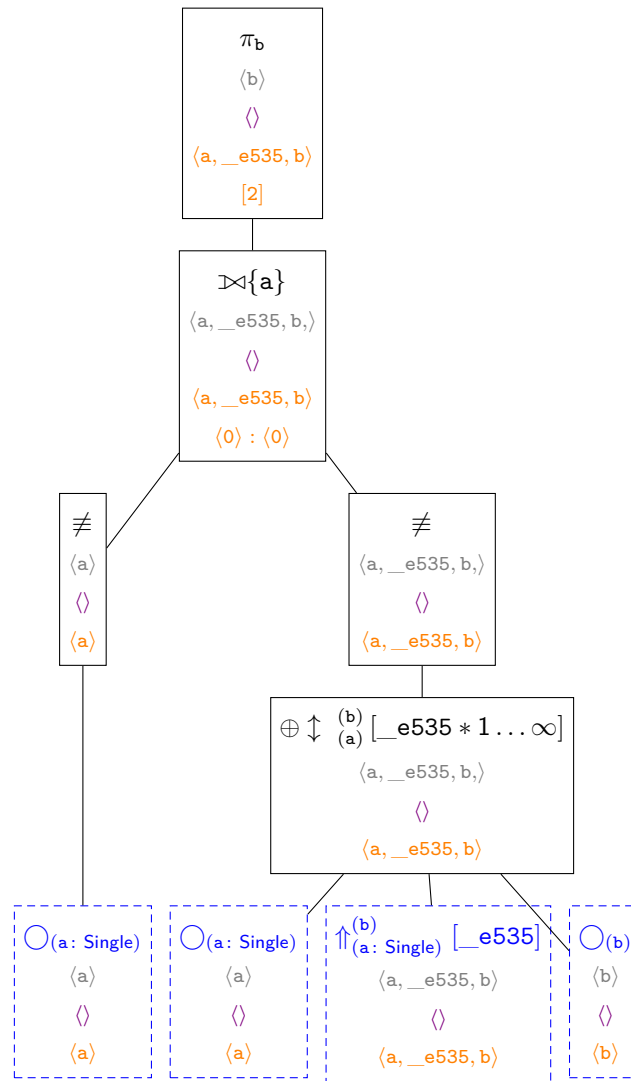 π_b
⟨b⟩
⟨⟩
⟨a, __e535, b⟩
[2]
⟕{a}
⟨a, __e535, b,⟩
⟨⟩
⟨a, __e535, b⟩
⟨0⟩ : ⟨0⟩
≢
⟨a⟩
⟨⟩
⟨a⟩
≢
⟨a, __e535, b,⟩
⟨⟩
⟨a, __e535, b⟩
⊕ ↕ (b) (a) [__e535 ∗ 1 … ∞]
⟨a, __e535, b,⟩
⟨⟩
⟨a, __e535, b⟩
◯(a: Single)
⟨a⟩
⟨⟩
⟨a⟩
◯(a: Single)
⟨a⟩
⟨⟩
⟨a⟩
⇑(b) (a: Single) [__e535]
⟨a, __e535, b⟩
⟨⟩
⟨a, __e535, b⟩
◯(b)
⟨b⟩
⟨⟩
⟨b⟩